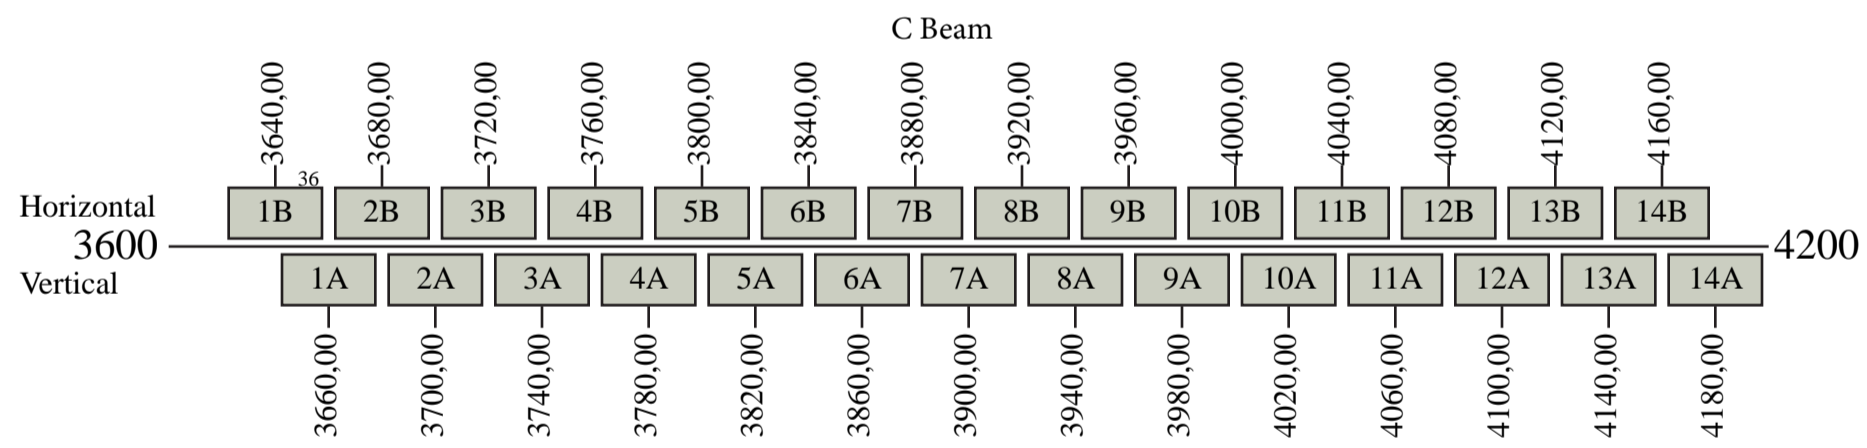 C Beam
3640,00 3680,00 3720,00 3760,00 3800,00 3840,00 3880,00 3920,00 3960,00 4000,00 4040,00 4080,00 4120,00 4160,00
36
Horizontal 1B 2B 3B 4B 5B 6B 7B 8B 9B 10B 11B 12B 13B 14B
3600 4200
Vertical 1A 2A 3A 4A 5A 6A 7A 8A 9A 10A 11A 12A 13A 14A
3660,00 3700,00 3740,00 3780,00 3820,00 3860,00 3900,00 3940,00 3980,00 4020,00 4060,00 4100,00 4140,00 4180,00